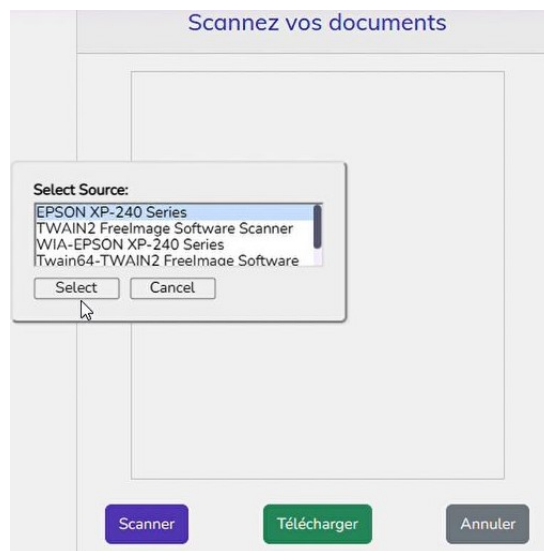 Scannez vos documents
Select Source:
EPSON XP-240 Series
TWAIN2 FreeImage Software Scanner
WIA-EPSON XP-240 Series
Twain64-TWAIN2 FreeImage Software
Select Cancel
Scanner Télécharger Annuler